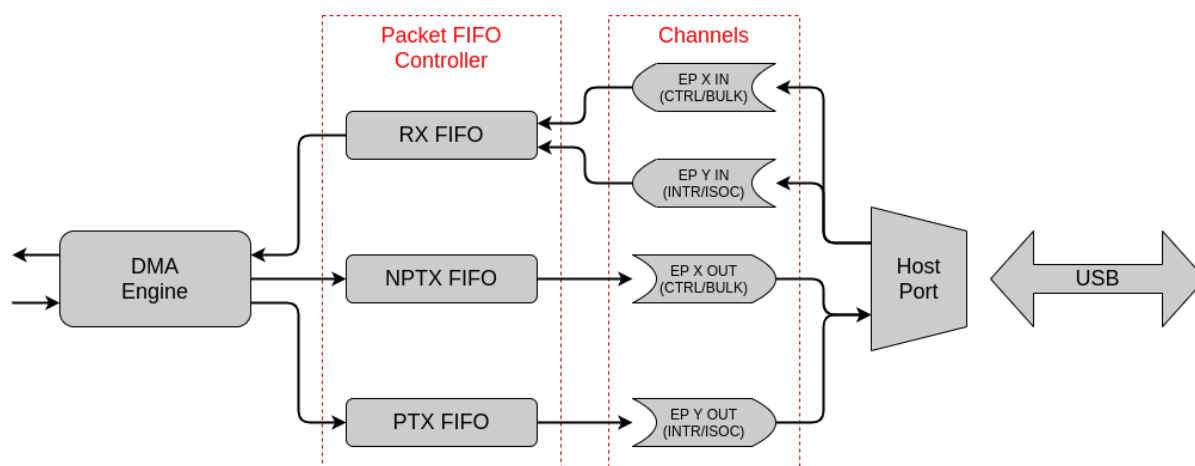 Packet FIFO
Controller
Channels
EP X IN
(CTRL/BULK)
RX FIFO
EP Y IN
(INTR/ISOC)
DMA
Engine
NPTX FIFO
EP X OUT
(CTRL/BULK)
Host
Port
USB
PTX FIFO
EP Y OUT
(INTR/ISOC)